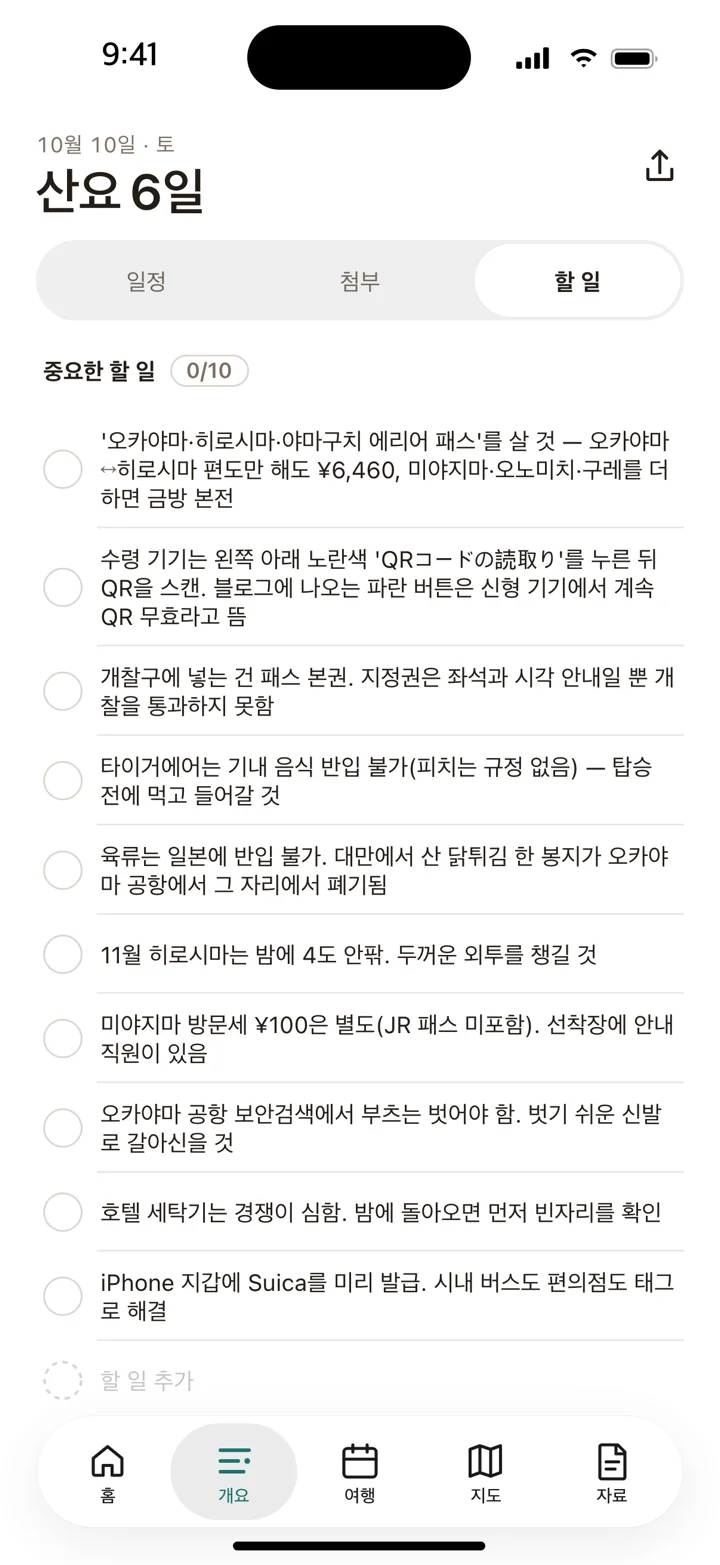 9:41
10월 10일 · 토
산요 6일
일정
첨부
할 일
중요한 할 일
0/10
'오카야마·히로시마·야마구치 에리어 패스'를 살 것 — 오카야마
↔히로시마 편도만 해도 ¥6,460, 미야지마·오노미치·구레를 더
하면 금방 본전
수령 기기는 왼쪽 아래 노란색 'QRコードの読取り'를 누른 뒤
QR을 스캔. 블로그에 나오는 파란 버튼은 신형 기기에서 계속
QR 무효라고 뜸
개찰구에 넣는 건 패스 본권. 지정권은 좌석과 시각 안내일 뿐 개
찰을 통과하지 못함
타이거에어는 기내 음식 반입 불가(피치는 규정 없음) — 탑승
전에 먹고 들어갈 것
육류는 일본에 반입 불가. 대만에서 산 닭튀김 한 봉지가 오카야
마 공항에서 그 자리에서 폐기됨
11월 히로시마는 밤에 4도 안팎. 두꺼운 외투를 챙길 것
미야지마 방문세 ¥100은 별도(JR 패스 미포함). 선착장에 안내
직원이 있음
오카야마 공항 보안검색에서 부츠는 벗어야 함. 벗기 쉬운 신발
로 갈아신을 것
호텔 세탁기는 경쟁이 심함. 밤에 돌아오면 먼저 빈자리를 확인
iPhone 지갑에 Suica를 미리 발급. 시내 버스도 편의점도 태그
로 해결
할 일 추가
홈
개요
여행
지도
자료